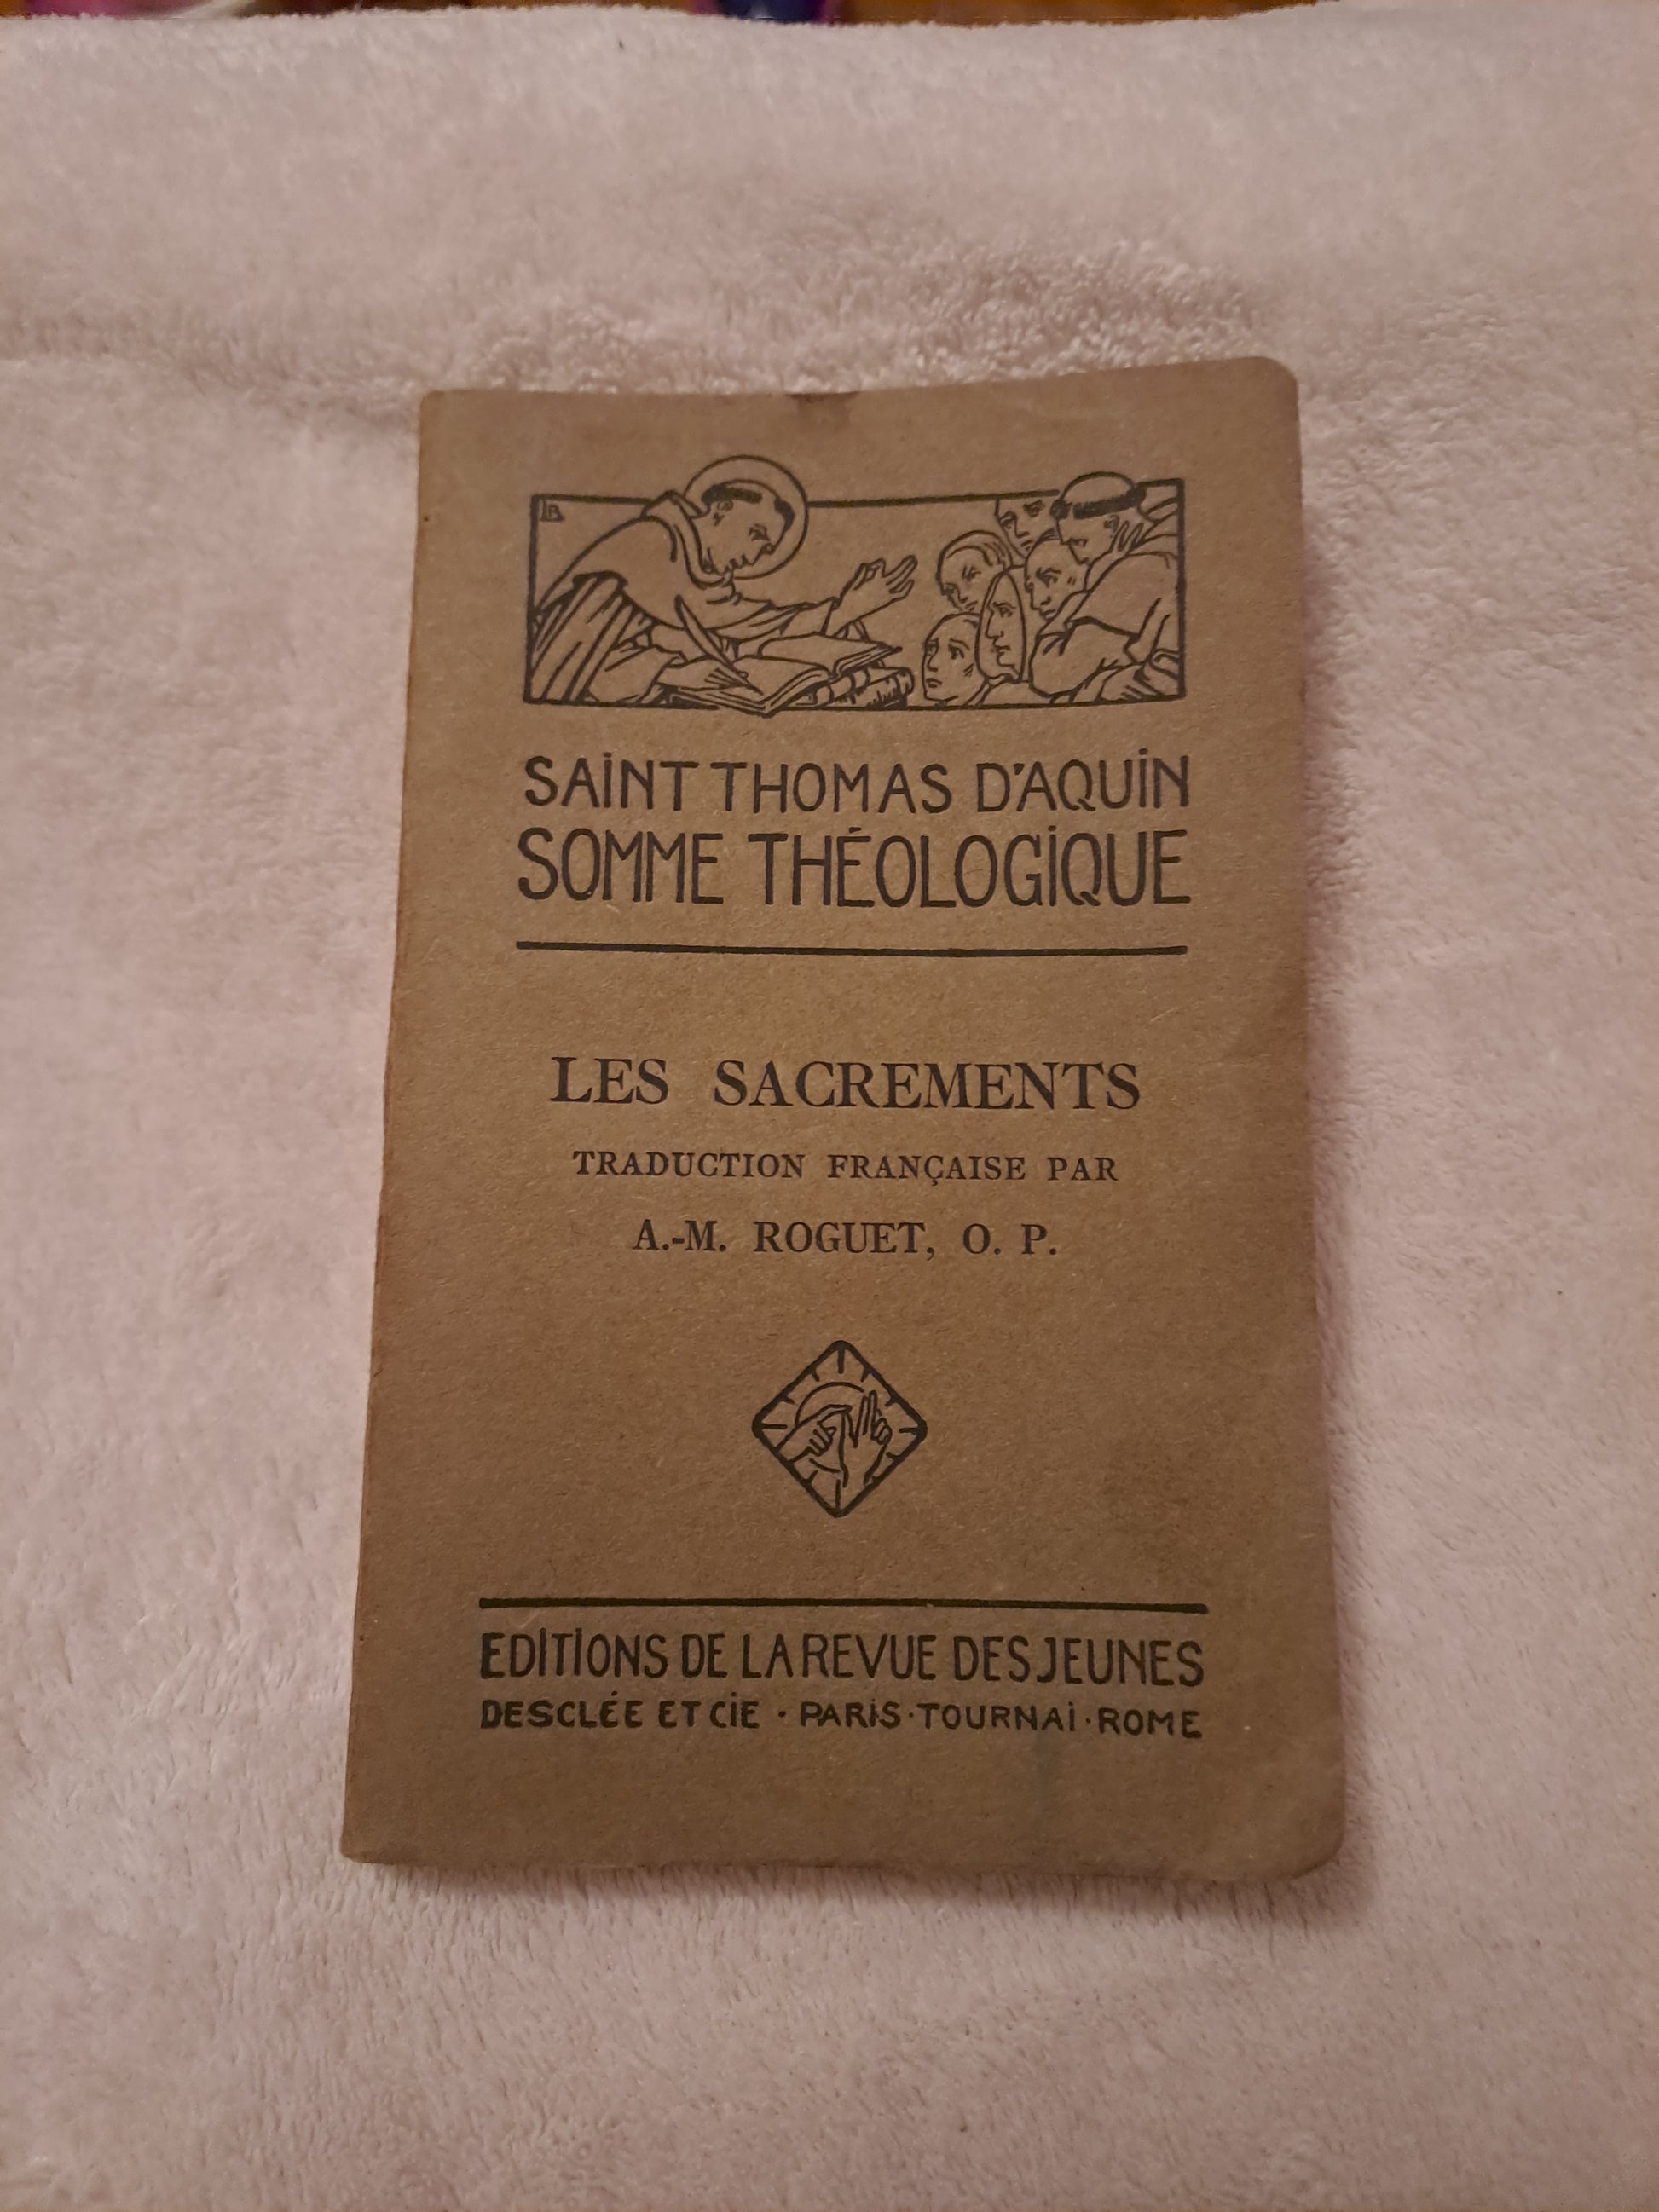 SAINT THOMAS D'AQUIN
SOMME THÉOLOGIQUE
LES SACREMENTS
TRADUCTION FRANÇAISE PAR
A.-M. ROGUET, O. P.
EDITIONS DE LA REVUE DES JEUNES
DESCLÉE ET CIE · PARIS · TOURNAI · ROME